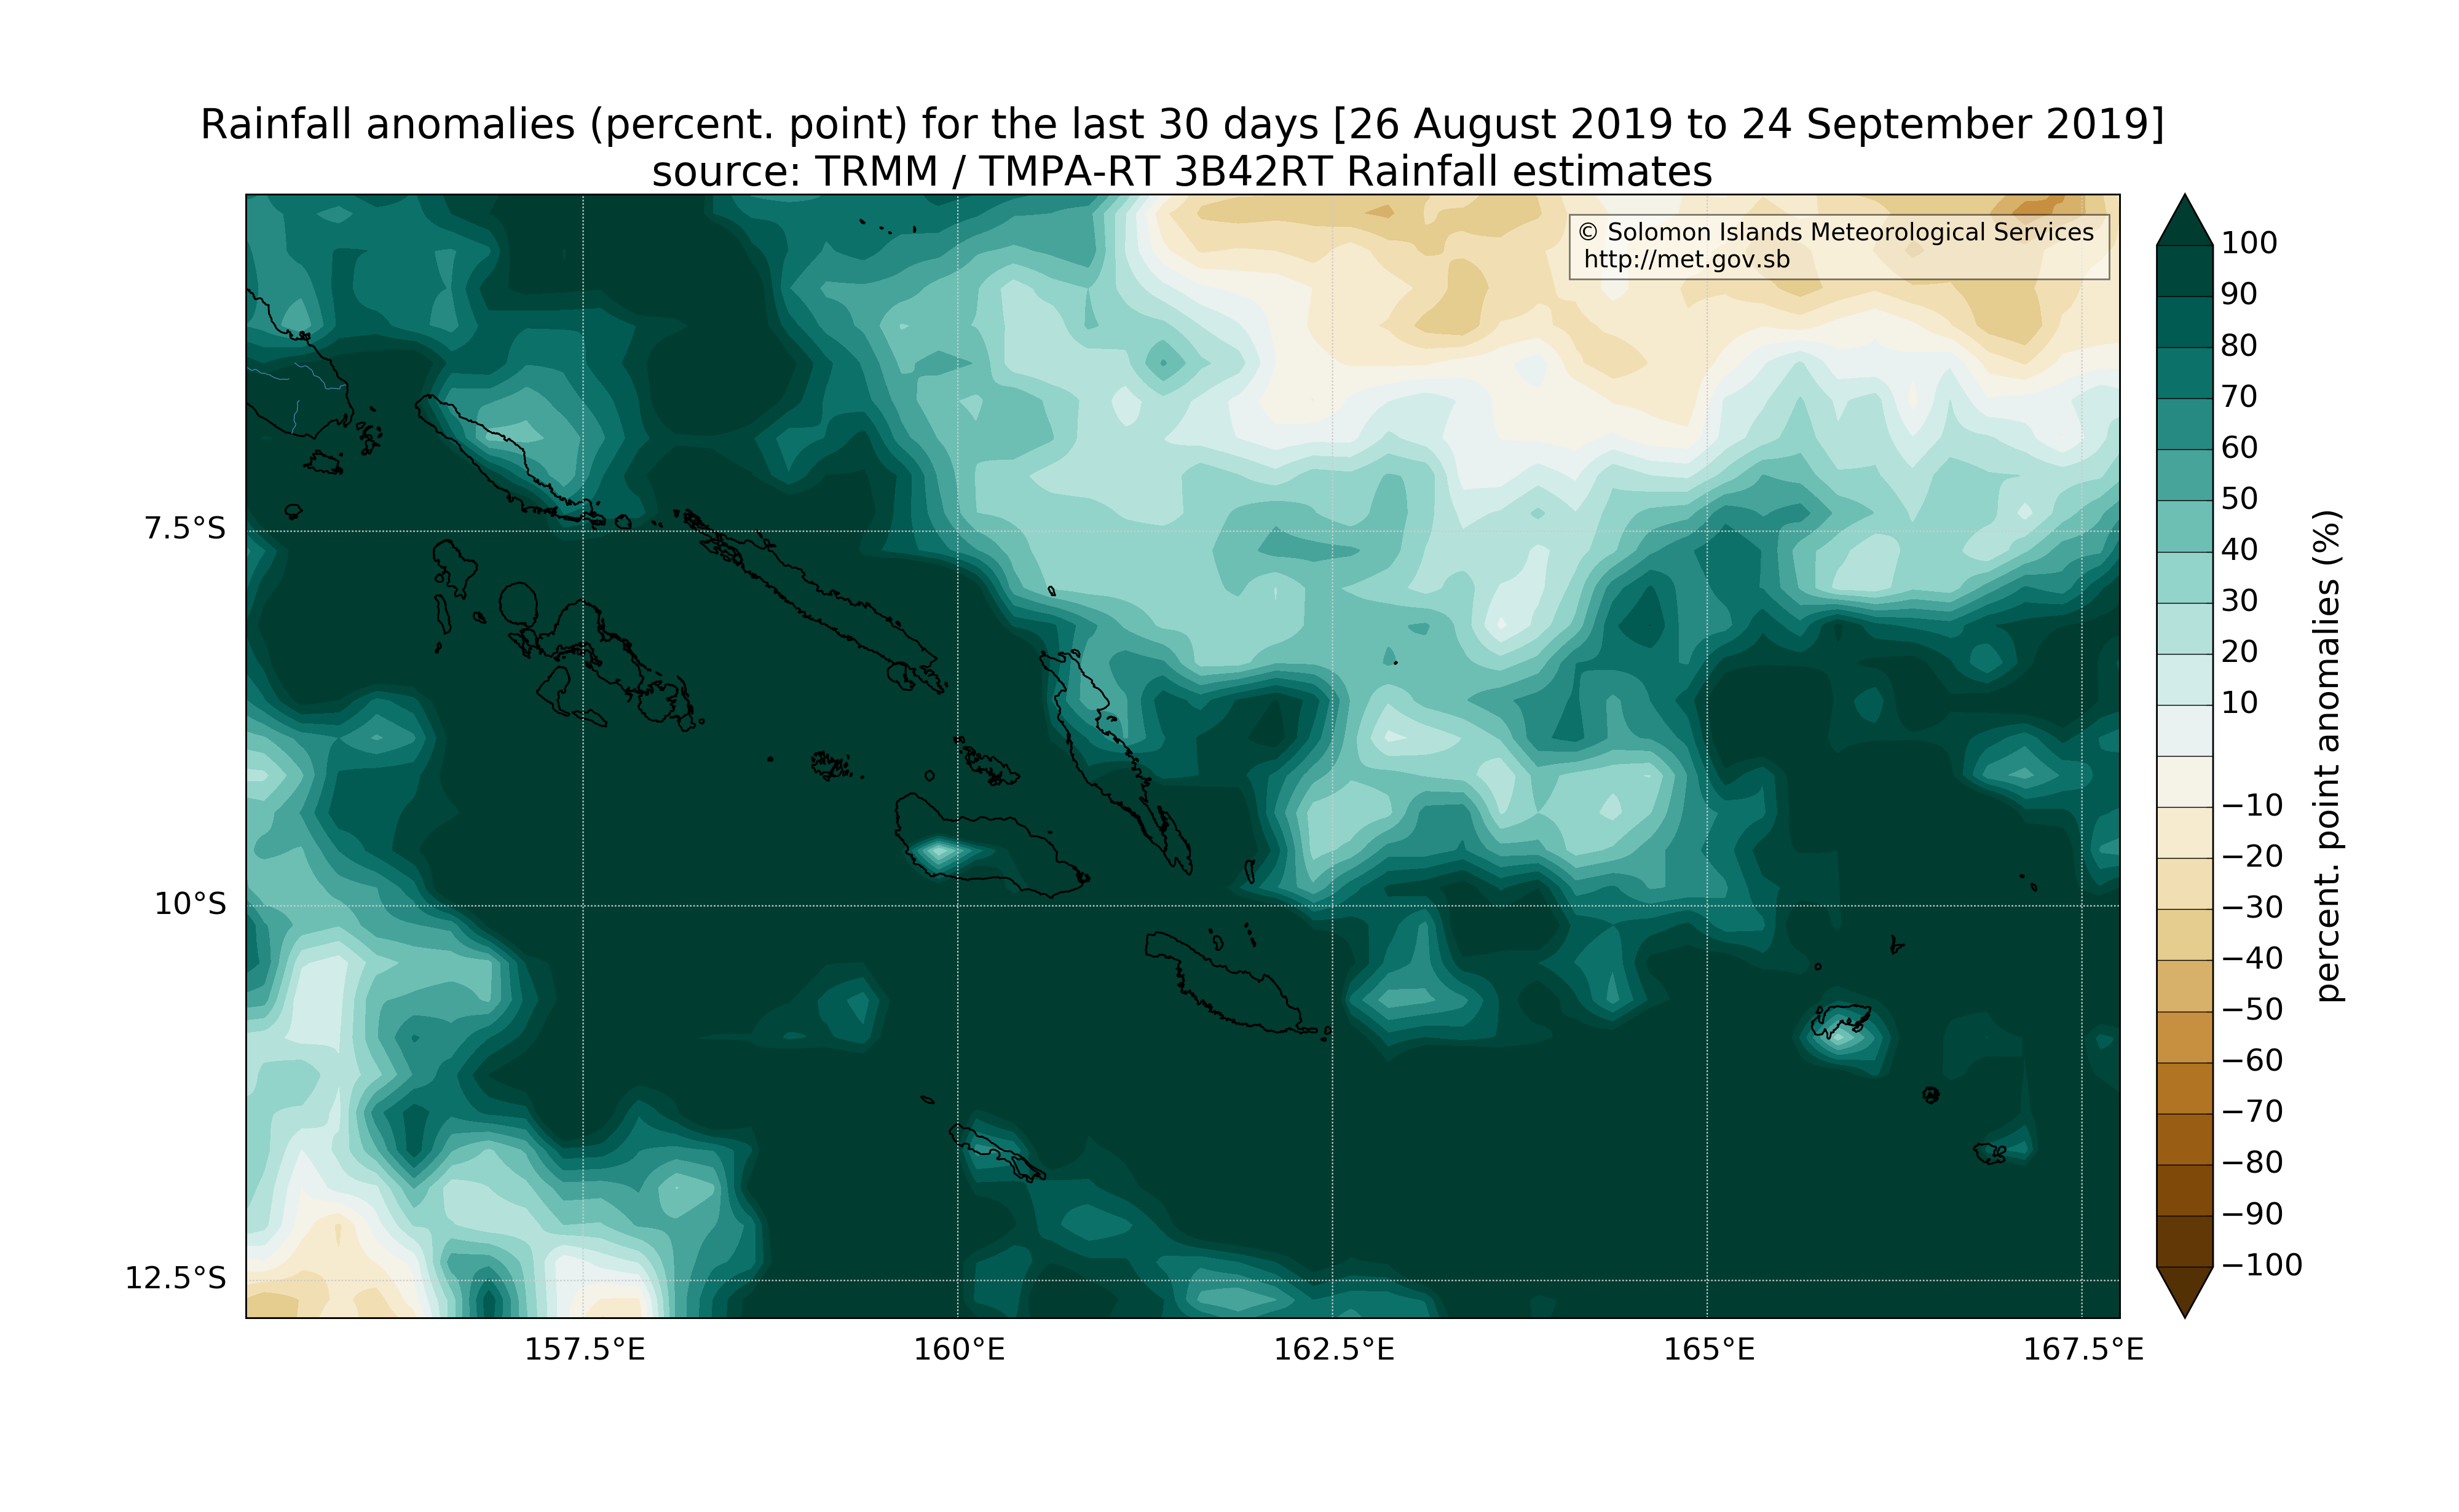 Rainfall anomalies (percent. point) for the last 30 days [26 August 2019 to 24 September 2019]
source: TRMM / TMPA-RT 3B42RT Rainfall estimates
© Solomon Islands Meteorological Services
http://met.gov.sb
7.5°S
10°S
12.5°S
157.5°E
160°E
162.5°E
165°E
167.5°E
100
90
80
70
60
50
40
30
20
10
−10
−20
−30
−40
−50
−60
−70
−80
−90
−100
percent. point anomalies (%)